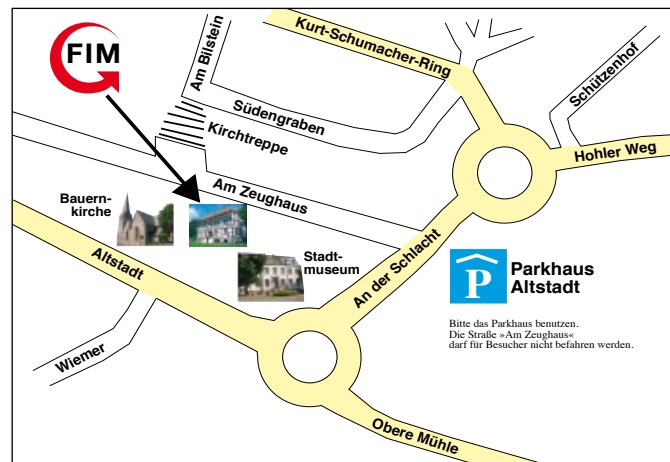 FIM
Am Bilstein
Kurt-Schumacher-Ring
Südengraben
Kirchtreppe
Schützenhof
Hohler Weg
Am Zeughaus
Bauern-
kirche
Altstadt
Stadt-
museum
An der Schlacht
P
Parkhaus
Altstadt
Bitte das Parkhaus benutzen.
Die Straße »Am Zeughaus«
darf für Besucher nicht befahren werden.
Wiemer
Obere Mühle